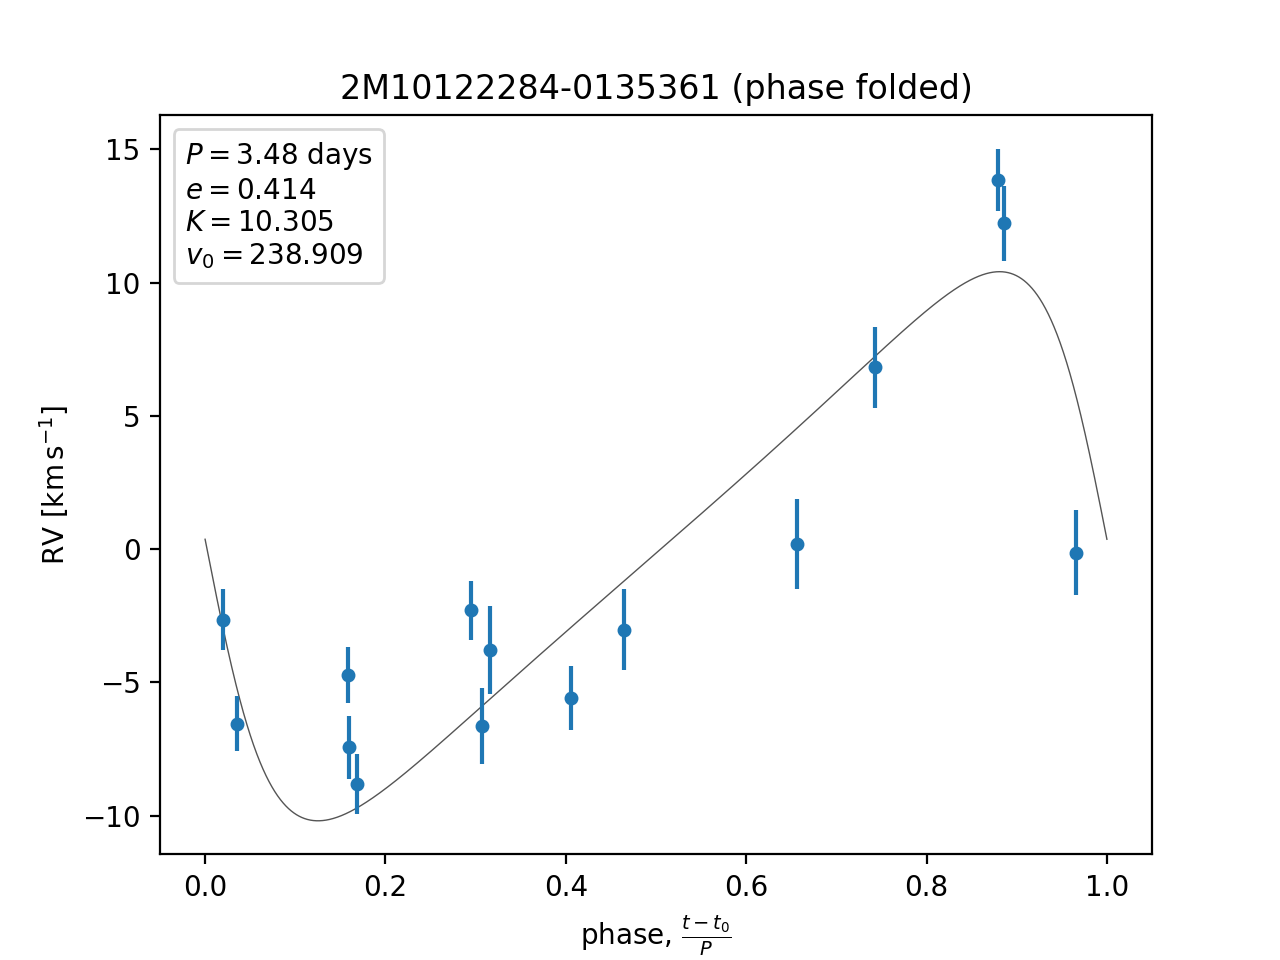 2M10122284-0135361 (phase folded)
P = 3.48 days
e = 0.414
K = 10.305
v₀ = 238.909
15
10
5
0
−5
−10
RV [km s⁻¹]
0.0 0.2 0.4 0.6 0.8 1.0
phase, (t − t₀)/P